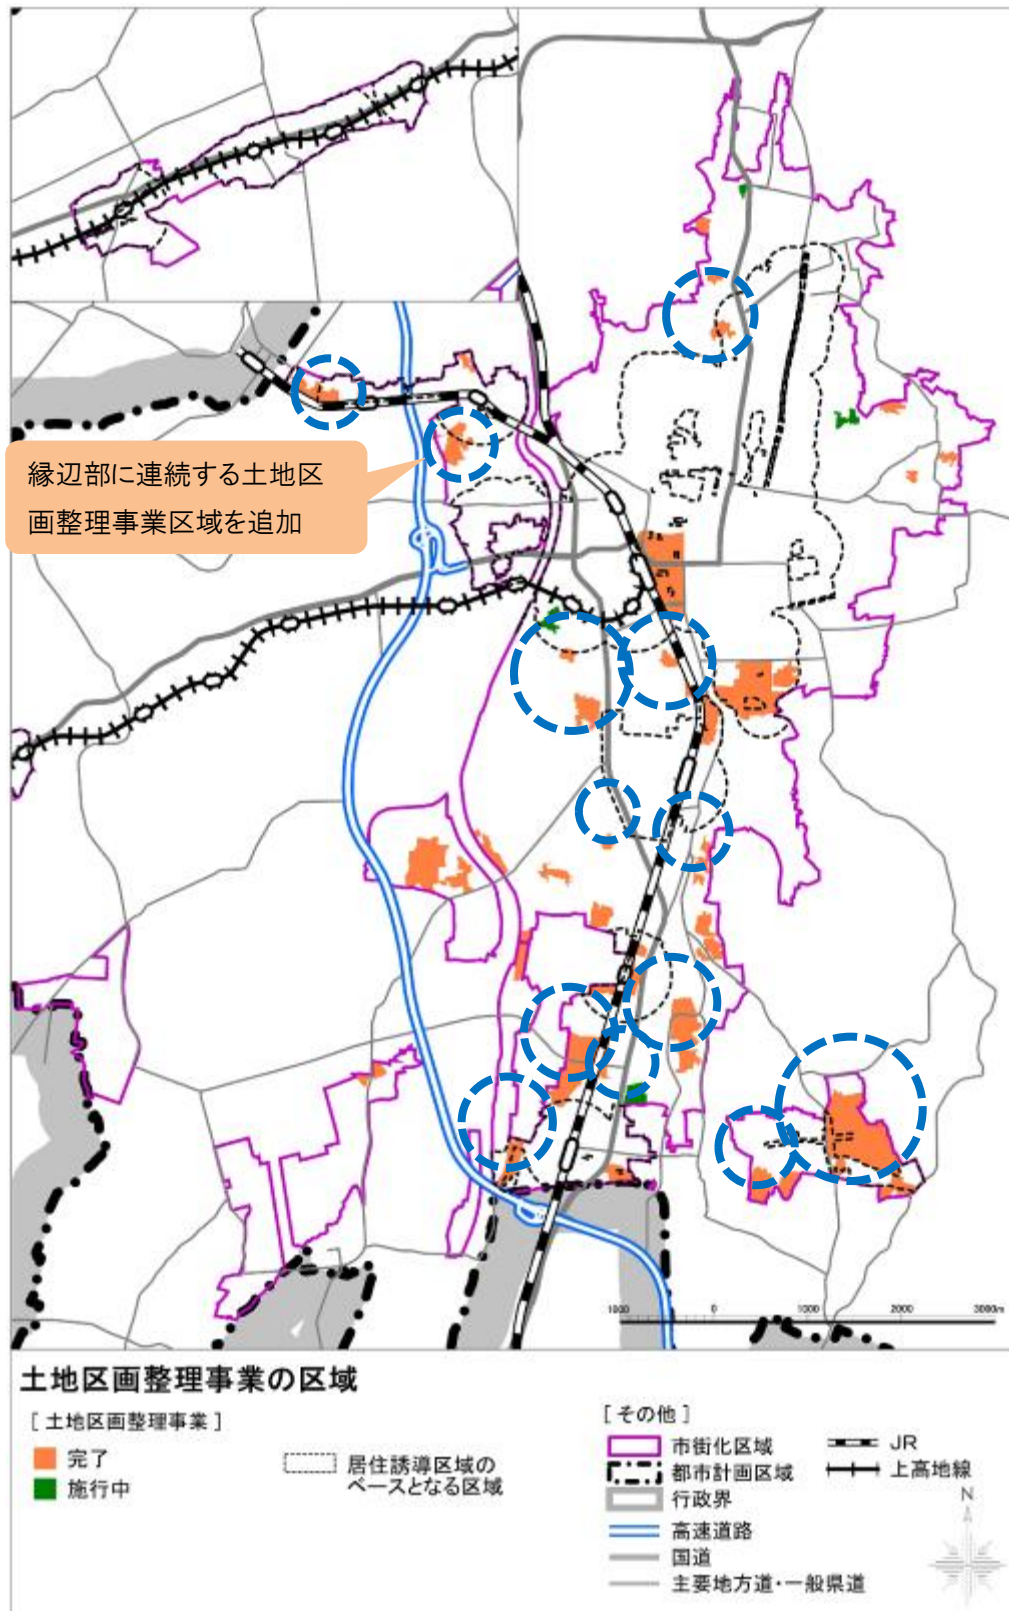 縁辺部に連続する土地区
画整理事業区域を追加
1000 0 1000 2000 3000m
土地区画整理事業の区域
[ 土地区画整理事業 ]
完了
施行中
居住誘導区域の
ベースとなる区域
[ その他 ]
市街化区域
都市計画区域
行政界
高速道路
国道
主要地方道・一般県道
JR
上高地線
N